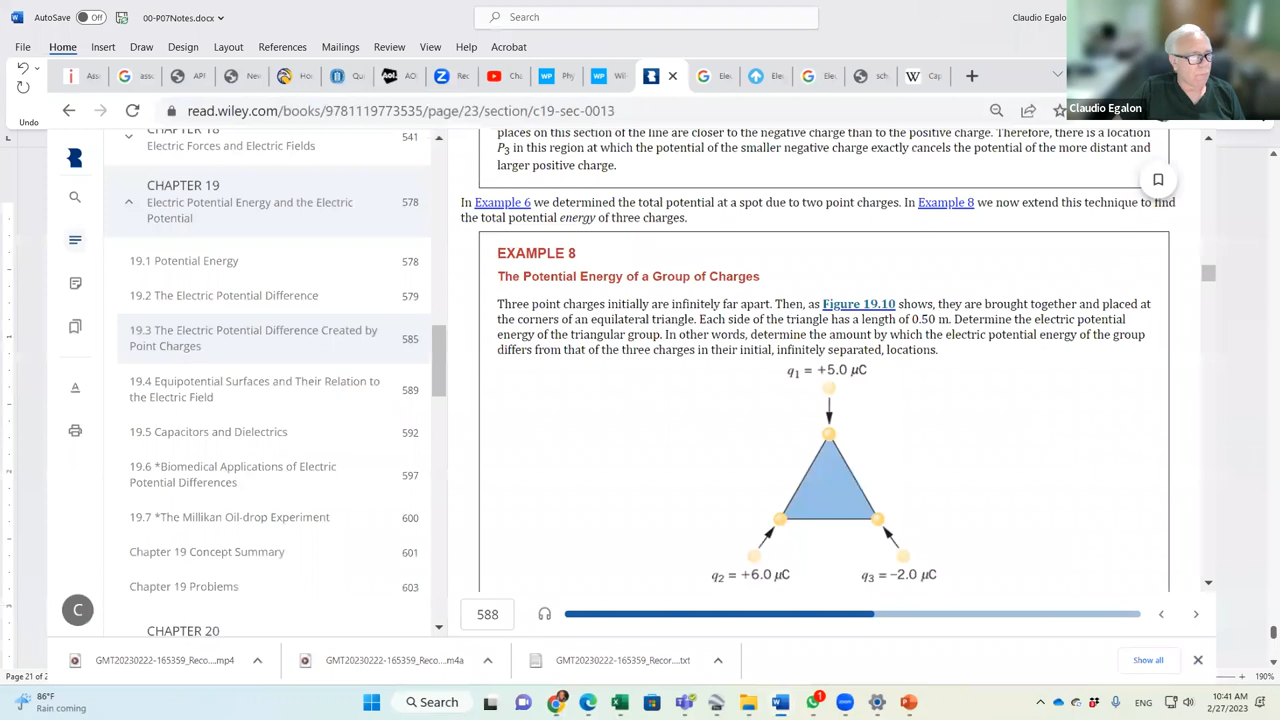 AutoSave Off 00-P07Notes.docx Search Claudio Egalon
File Home Insert Draw Design Layout References Mailings Review View Help Acrobat
Undo
read.wiley.com/books/9781119773535/page/23/section/c19-sec-0013
Claudio Egalon
CHAPTER 18
Electric Forces and Electric Fields 541
CHAPTER 19
Electric Potential Energy and the Electric Potential 578
19.1 Potential Energy 578
19.2 The Electric Potential Difference 579
19.3 The Electric Potential Difference Created by
Point Charges 585
19.4 Equipotential Surfaces and Their Relation to
the Electric Field 589
19.5 Capacitors and Dielectrics 592
19.6 *Biomedical Applications of Electric
Potential Differences 597
19.7 *The Millikan Oil-drop Experiment 600
Chapter 19 Concept Summary 601
Chapter 19 Problems 603
CHAPTER 20
C
places on this section of the line are closer to the negative charge than to the positive charge. Therefore, there is a location
P3 in this region at which the potential of the smaller negative charge exactly cancels the potential of the more distant and
larger positive charge.
In Example 6 we determined the total potential at a spot due to two point charges. In Example 8 we now extend this technique to find
the total potential energy of three charges.
EXAMPLE 8
The Potential Energy of a Group of Charges
Three point charges initially are infinitely far apart. Then, as Figure 19.10 shows, they are brought together and placed at
the corners of an equilateral triangle. Each side of the triangle has a length of 0.50 m. Determine the electric potential
energy of the triangular group. In other words, determine the amount by which the electric potential energy of the group
differs from that of the three charges in their initial, infinitely separated, locations.
q1 = +5.0 μC
q2 = +6.0 μC q3 = −2.0 μC
588
GMT20230222-165359_Reco....mp4 GMT20230222-165359_Reco....m4a GMT20230222-165359_Recor....txt Show all
Page 21 of 2 190%
86°F
Rain coming
Search
ENG
10:41 AM
2/27/2023